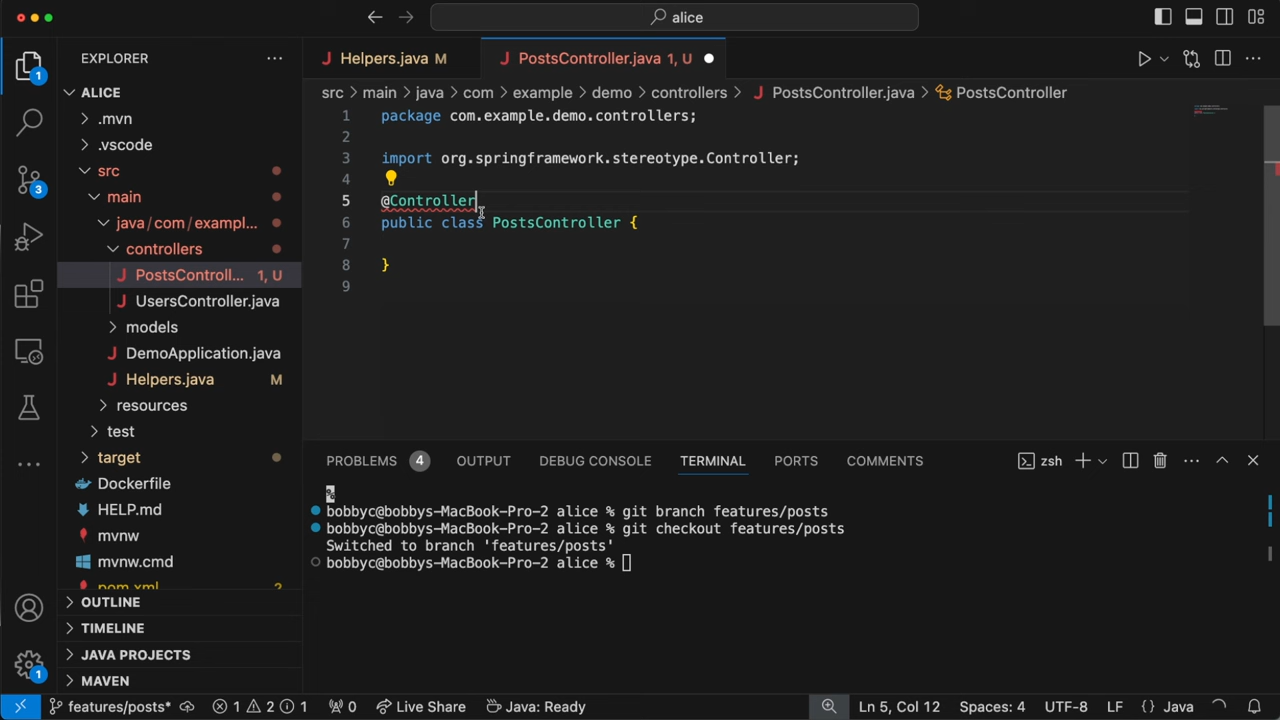 alice
EXPLORER
Helpers.java M
PostsController.java 1, U
1
ALICE
src > main > java > com > example > demo > controllers > PostsController.java > PostsController
.mvn
1 package com.example.demo.controllers;
.vscode
2
3 import org.springframework.stereotype.Controller;
src
4
3
main
5 @Controller
java/com/exampl...
6 public class PostsController {
controllers
7
PostsControll... 1, U
8 }
UsersController.java
9
models
DemoApplication.java
Helpers.java M
resources
test
target
Dockerfile
HELP.md
mvnw
mvnw.cmd
pom.xml 2
PROBLEMS 4 OUTPUT DEBUG CONSOLE TERMINAL PORTS COMMENTS zsh
%
bobbyc@bobbys-MacBook-Pro-2 alice % git branch features/posts
bobbyc@bobbys-MacBook-Pro-2 alice % git checkout features/posts
Switched to branch 'features/posts'
bobbyc@bobbys-MacBook-Pro-2 alice %
OUTLINE
TIMELINE
JAVA PROJECTS
1
MAVEN
features/posts* 1 2 1 0 Live Share Java: Ready Ln 5, Col 12 Spaces: 4 UTF-8 LF {} Java